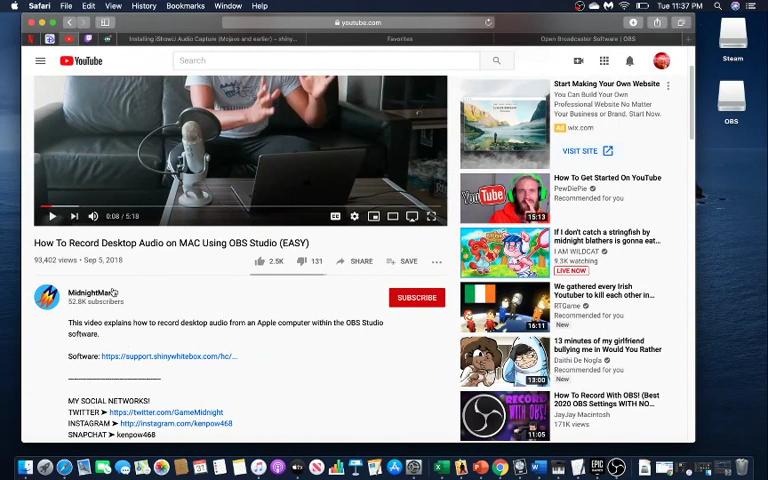 Safari File Edit View History Bookmarks Window Help
Tue 11:37 PM
youtube.com
Installing iShowU Audio Capture (Mojave and earlier) – shiny...
Favorites
Open Broadcaster Software | OBS
YouTube
Search
Steam
OBS
0:08 / 5:18
How To Record Desktop Audio on MAC Using OBS Studio (EASY)
93,402 views • Sep 5, 2018
2.5K 131 SHARE SAVE ...
52.8K subscribers
SUBSCRIBE
This video explains how to record desktop audio from an Apple computer within the OBS Studio
software.
Software: https://support.shinywhitebox.com/hc/...
MY SOCIAL NETWORKS!
TWITTER ➤ https://twitter.com/GameMidnight
INSTAGRAM ➤ http://instagram.com/kenpow468
SNAPCHAT ➤ kenpow468
Start Making Your Own Website
You Can Build Your Own
Professional Website No Matter
Your Business or Brand. Start Now.
Ad wix.com
VISIT SITE
How To Get Started On YouTube
PewDiePie
Recommended for you
15:13
If I don't catch a stringfish by
midnight blathers is gonna eat...
I AM WILDCAT
9.3K watching
LIVE NOW
We gathered every Irish
Youtuber to kill each other in...
RTGame
Recommended for you
New
16:11
13 minutes of my girlfriend
bullying me in Would You Rather
Daithi De Nogla
Recommended for you
New
13:00
How To Record With OBS! (Best
2020 OBS Settings WITH NO...
JayJay Macintosh
171K views
11:05